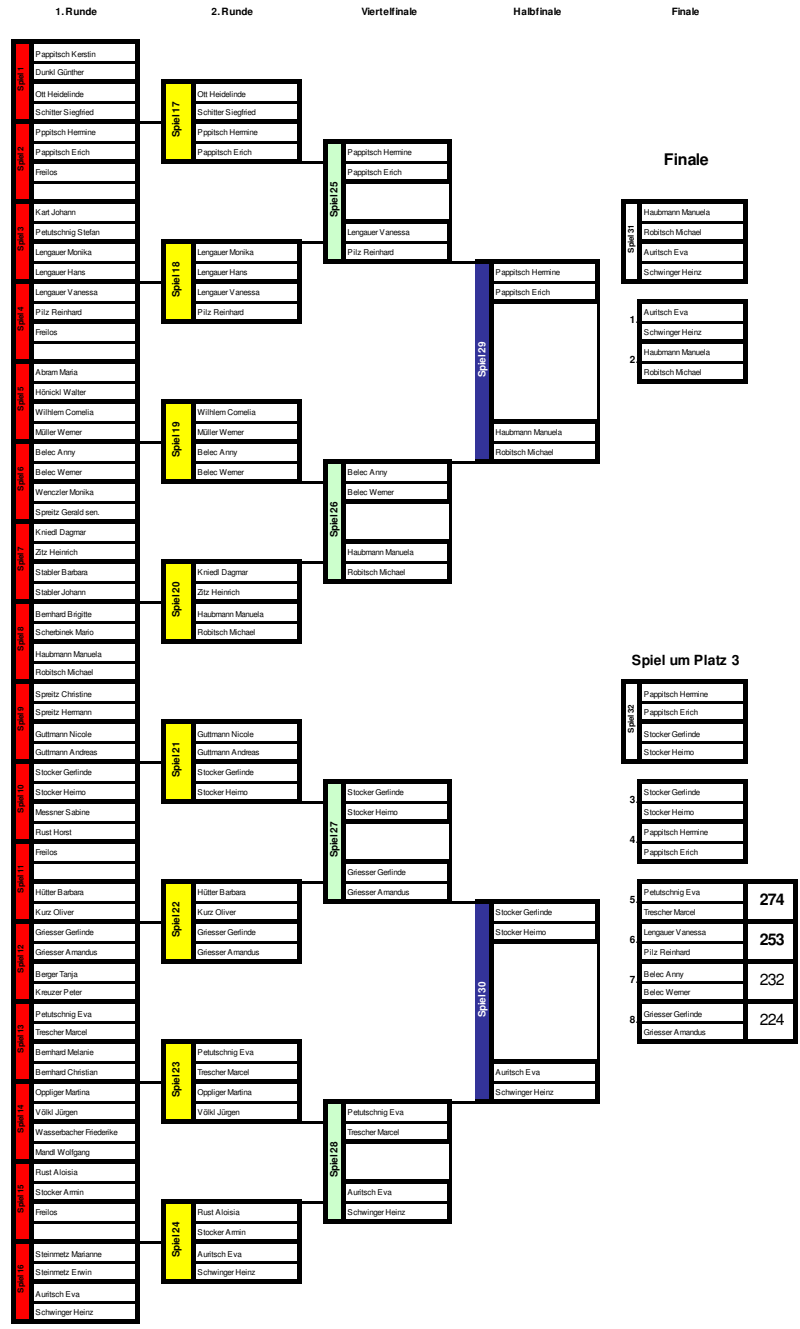 1. Runde
2. Runde
Viertelfinale
Halbfinale
Finale
Spiel 1
Pappitsch Kerstin
Dunkl Günther
Ott Heidelinde
Schitter Siegfried
Spiel 2
Pppitsch Hermine
Pappitsch Erich
Freilos
Spiel 3
Karl Johann
Petutschnig Stefan
Lengauer Monika
Lengauer Hans
Spiel 4
Lengauer Vanessa
Pilz Reinhard
Freilos
Spiel 5
Abram Maria
Hönickl Walter
Wilhlem Cornelia
Müller Werner
Spiel 6
Belec Anny
Belec Werner
Wenczler Monika
Spreitz Gerald sen.
Spiel 7
Kniedl Dagmar
Zitz Heinrich
Stabler Barbara
Stabler Johann
Spiel 8
Bernhard Brigitte
Scherbinek Mario
Haubmann Manuela
Robitsch Michael
Spiel 9
Spreitz Christine
Spreitz Hermann
Guttmann Nicole
Guttmann Andreas
Spiel 10
Stocker Gerlinde
Stocker Heimo
Messner Sabine
Rust Horst
Spiel 11
Freilos
Hütter Barbara
Kurz Oliver
Spiel 12
Griesser Gerlinde
Griesser Amandus
Berger Tanja
Kreuzer Peter
Spiel 13
Petutschnig Eva
Trescher Marcel
Bernhard Melanie
Bernhard Christian
Spiel 14
Oppliger Martina
Völkl Jürgen
Wasserbacher Friederike
Mandl Wolfgang
Spiel 15
Rust Aloisia
Stocker Armin
Freilos
Spiel 16
Steinmetz Marianne
Steinmetz Erwin
Auritsch Eva
Schwinger Heinz
Spiel 17
Ott Heidelinde
Schitter Siegfried
Pppitsch Hermine
Pappitsch Erich
Spiel 18
Lengauer Monika
Lengauer Hans
Lengauer Vanessa
Pilz Reinhard
Spiel 19
Wilhlem Cornelia
Müller Werner
Belec Anny
Belec Werner
Spiel 20
Kniedl Dagmar
Zitz Heinrich
Haubmann Manuela
Robitsch Michael
Spiel 21
Guttmann Nicole
Guttmann Andreas
Stocker Gerlinde
Stocker Heimo
Spiel 22
Hütter Barbara
Kurz Oliver
Griesser Gerlinde
Griesser Amandus
Spiel 23
Petutschnig Eva
Trescher Marcel
Oppliger Martina
Völkl Jürgen
Spiel 24
Rust Aloisia
Stocker Armin
Auritsch Eva
Schwinger Heinz
Spiel 25
Pappitsch Hermine
Pappitsch Erich
Lengauer Vanessa
Pilz Reinhard
Spiel 26
Belec Anny
Belec Werner
Haubmann Manuela
Robitsch Michael
Spiel 27
Stocker Gerlinde
Stocker Heimo
Griesser Gerlinde
Griesser Amandus
Spiel 28
Petutschnig Eva
Trescher Marcel
Auritsch Eva
Schwinger Heinz
Spiel 29
Pappitsch Hermine
Pappitsch Erich
Haubmann Manuela
Robitsch Michael
Spiel 30
Stocker Gerlinde
Stocker Heimo
Auritsch Eva
Schwinger Heinz
Finale
Spiel 31
Haubmann Manuela
Robitsch Michael
Auritsch Eva
Schwinger Heinz
1. Auritsch Eva
Schwinger Heinz
2. Haubmann Manuela
Robitsch Michael
Spiel um Platz 3
Spiel 32
Pappitsch Hermine
Pappitsch Erich
Stocker Gerlinde
Stocker Heimo
3. Stocker Gerlinde
Stocker Heimo
4. Pappitsch Hermine
Pappitsch Erich
5. Petutschnig Eva 274
Trescher Marcel
6. Lengauer Vanessa 253
Pilz Reinhard
7. Belec Anny 232
Belec Werner
8. Griesser Gerlinde 224
Griesser Amandus